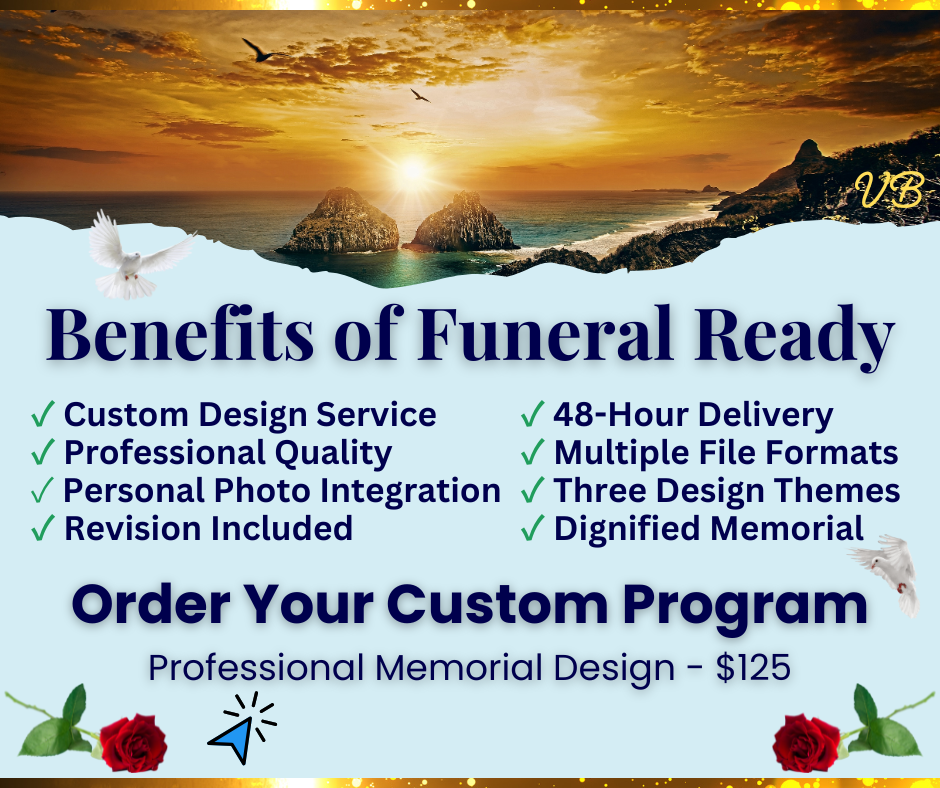 VB
Benefits of Funeral Ready
✓ Custom Design Service
✓ Professional Quality
✓ Personal Photo Integration
✓ Revision Included
✓ 48-Hour Delivery
✓ Multiple File Formats
✓ Three Design Themes
✓ Dignified Memorial
Order Your Custom Program
Professional Memorial Design - $125